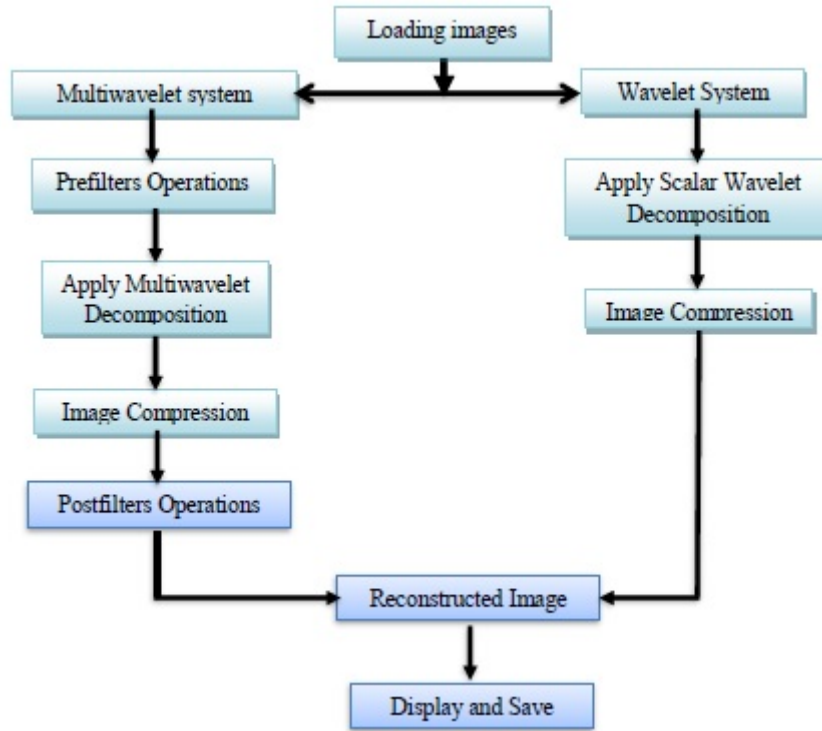 Loading images
Multiwavelet system
Wavelet System
Prefilters Operations
Apply Scalar Wavelet
Decomposition
Apply Multiwavelet
Decomposition
Image Compression
Image Compression
Postfilters Operations
Reconstructed Image
Display and Save